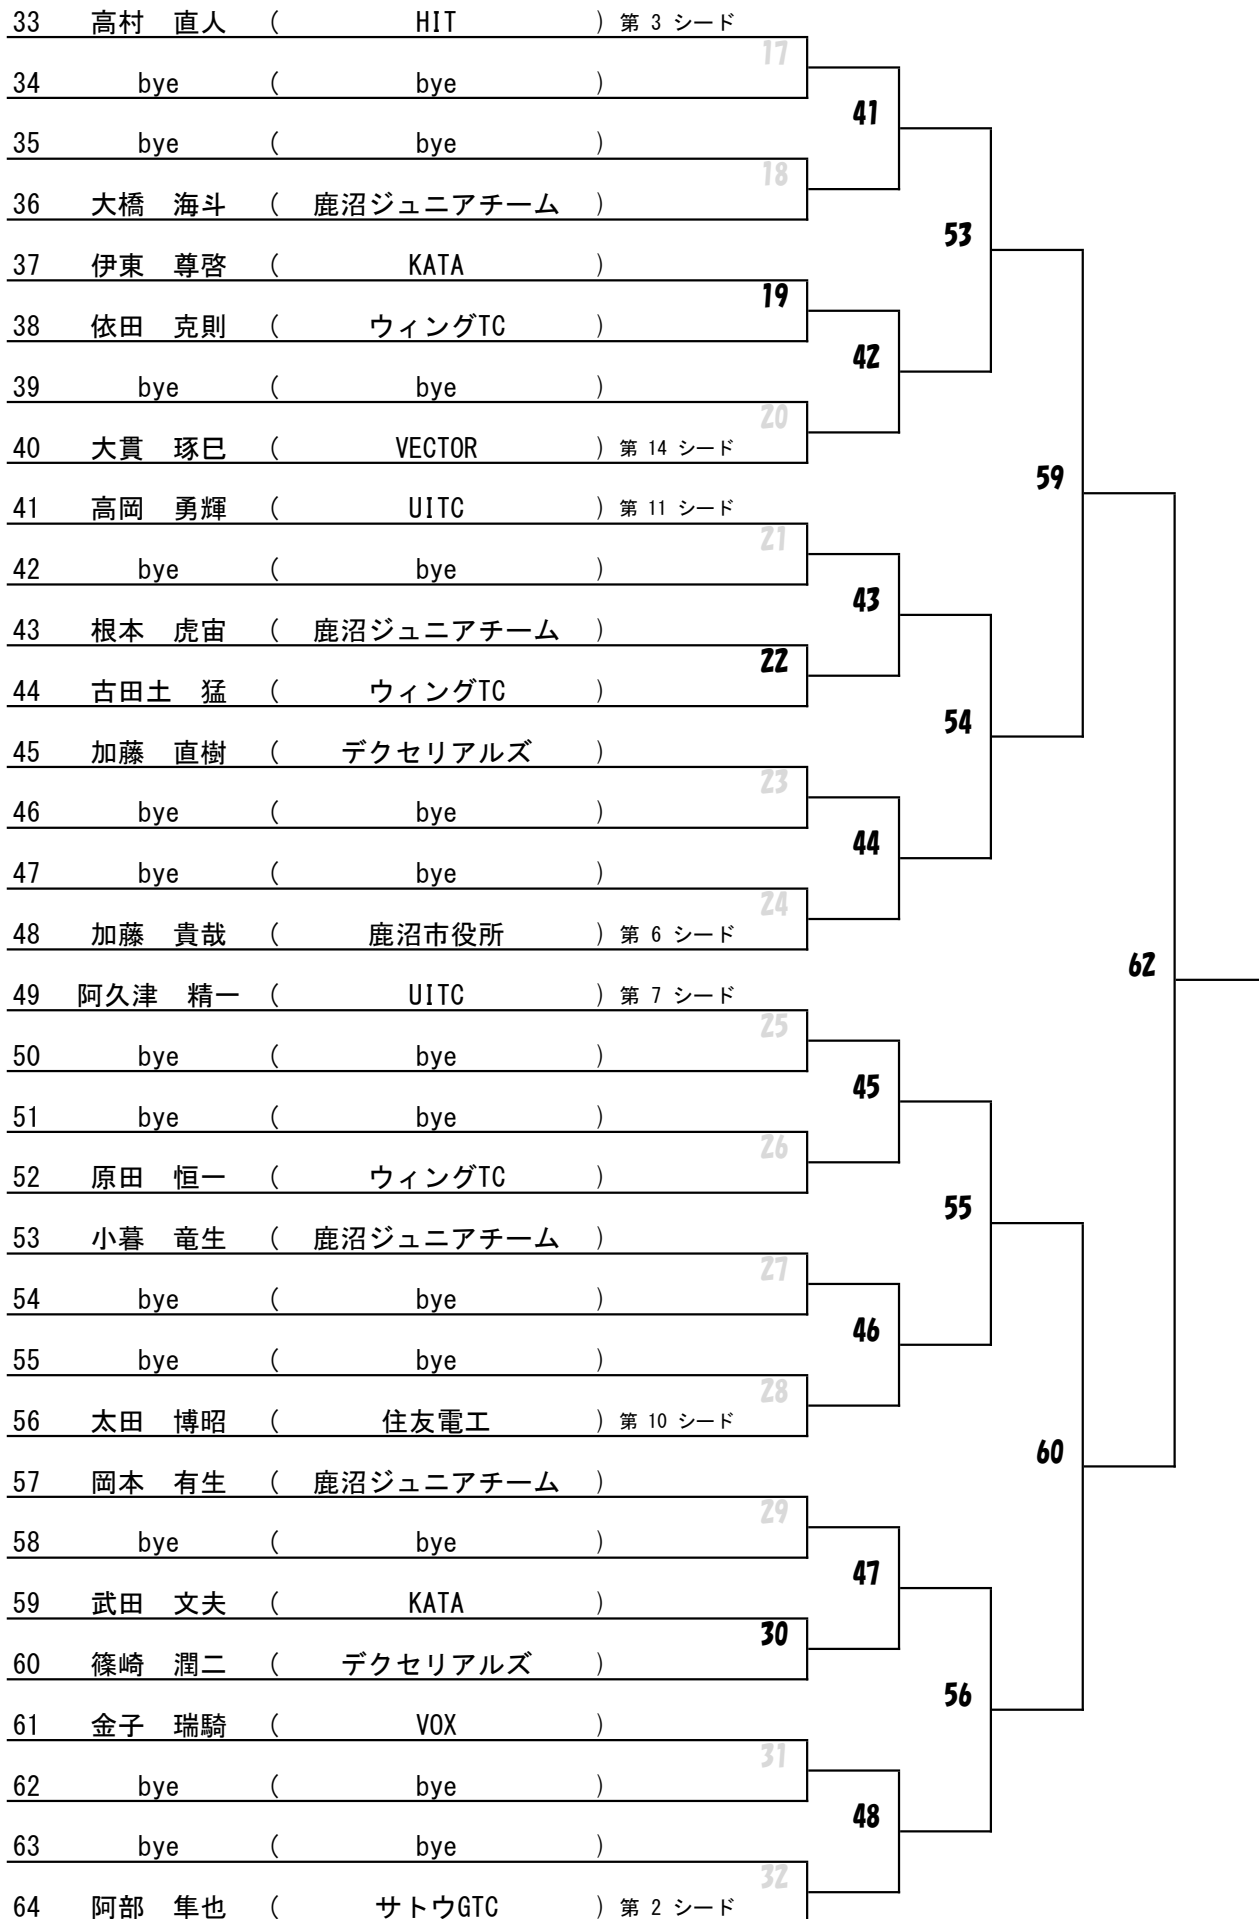 33 高村 直人 ( HIT ) 第 3 シード
17
34 bye ( bye )
41
35 bye ( bye )
18
36 大橋 海斗 ( 鹿沼ジュニアチーム )
53
37 伊東 尊啓 ( KATA )
19
38 依田 克則 ( ウィングTC )
42
39 bye ( bye )
20
40 大貫 琢巳 ( VECTOR ) 第 14 シード
59
41 高岡 勇輝 ( UITC ) 第 11 シード
21
42 bye ( bye )
43
43 根本 虎宙 ( 鹿沼ジュニアチーム )
22
44 古田土 猛 ( ウィングTC )
54
45 加藤 直樹 ( デクセリアルズ )
23
46 bye ( bye )
44
47 bye ( bye )
24
48 加藤 貴哉 ( 鹿沼市役所 ) 第 6 シード
62
49 阿久津 精一 ( UITC ) 第 7 シード
25
50 bye ( bye )
45
51 bye ( bye )
26
52 原田 恒一 ( ウィングTC )
55
53 小暮 竜生 ( 鹿沼ジュニアチーム )
27
54 bye ( bye )
46
55 bye ( bye )
28
56 太田 博昭 ( 住友電工 ) 第 10 シード
60
57 岡本 有生 ( 鹿沼ジュニアチーム )
29
58 bye ( bye )
47
59 武田 文夫 ( KATA )
30
60 篠崎 潤二 ( デクセリアルズ )
56
61 金子 瑞騎 ( VOX )
31
62 bye ( bye )
48
63 bye ( bye )
32
64 阿部 隼也 ( サトウGTC ) 第 2 シード